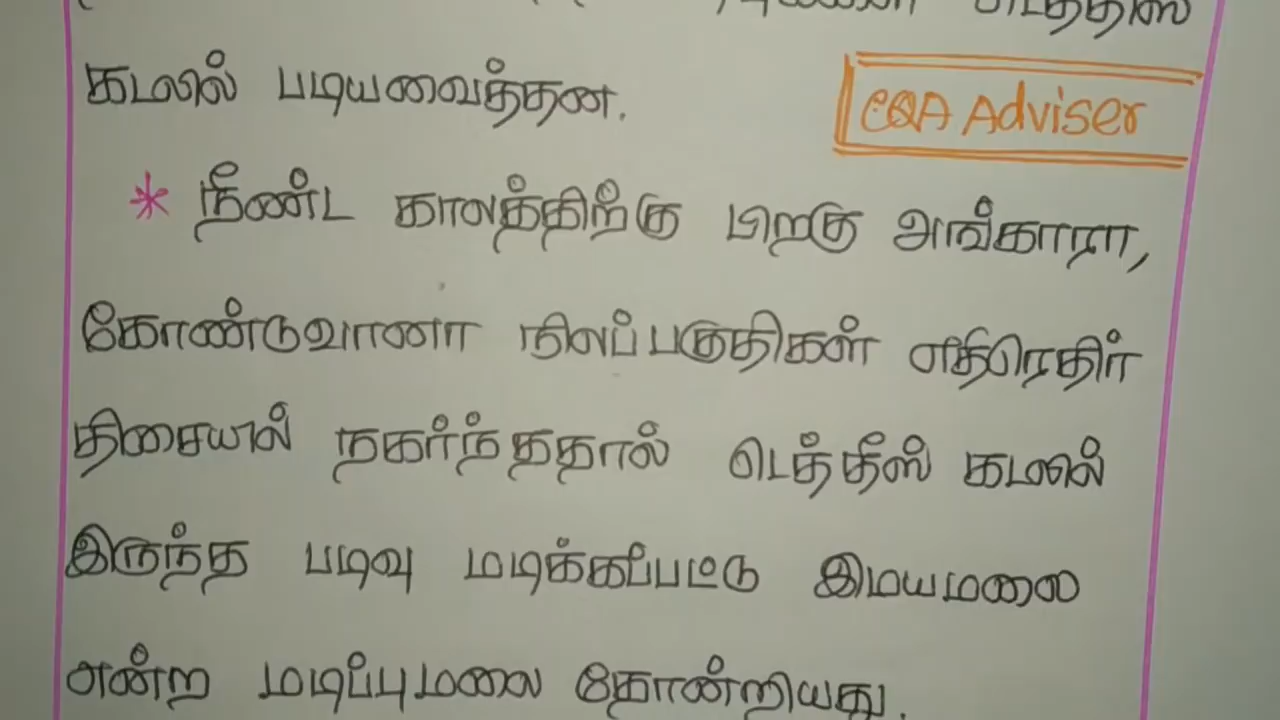 டெத்தீஸ்
கடலில் படியவைத்தன.
CQA Adviser
* நீண்ட காலத்திற்கு பிறகு அங்காரா,
கோண்டுவானா நிலப்பகுதிகள் எதிரெதிர்
திசையில் நகர்ந்ததால் டெத்தீஸ் கடலில்
இருந்த படிவு மடிக்கப்பட்டு இமயமலை
என்ற மடிப்புமலை தோன்றியது.